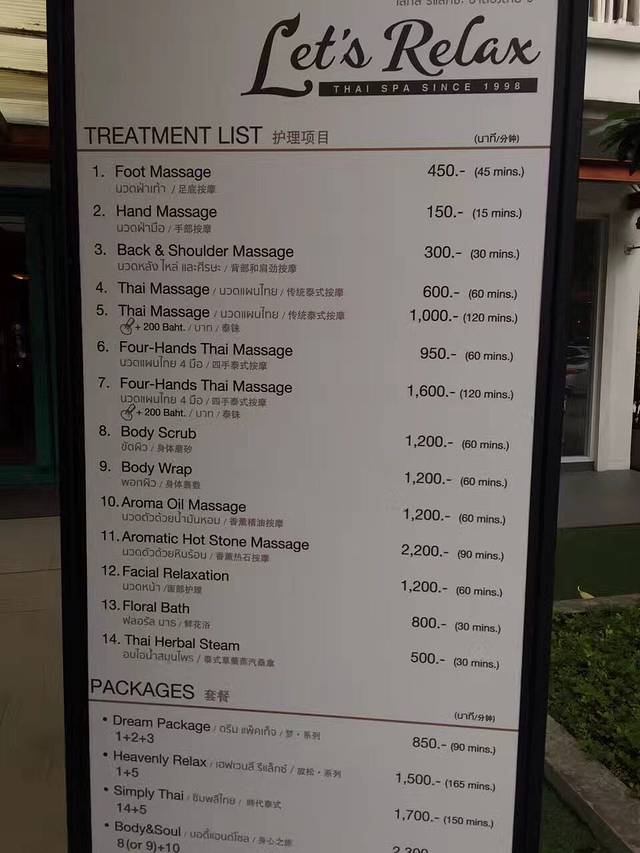 Let's Relax
THAI SPA SINCE 1998
TREATMENT LIST 护理项目 (นาที/分钟)
1. Foot Massage 450.- (45 mins.)
นวดฝ่าเท้า / 足底按摩
2. Hand Massage 150.- (15 mins.)
นวดฝ่ามือ / 手部按摩
3. Back & Shoulder Massage 300.- (30 mins.)
นวดหลัง ไหล่ และศีรษะ / 背部和肩劲按摩
4. Thai Massage / นวดแผนไทย / 传统泰式按摩 600.- (60 mins.)
5. Thai Massage / นวดแผนไทย / 传统泰式按摩 1,000.- (120 mins.)
+ 200 Baht. / บาท / 泰铢
6. Four-Hands Thai Massage 950.- (60 mins.)
นวดแผนไทย 4 มือ / 四手泰式按摩
7. Four-Hands Thai Massage 1,600.- (120 mins.)
นวดแผนไทย 4 มือ / 四手泰式按摩
+ 200 Baht. / บาท / 泰铢
8. Body Scrub 1,200.- (60 mins.)
ขัดผิว / 身体磨砂
9. Body Wrap 1,200.- (60 mins.)
พอกผิว / 身体裹敷
10. Aroma Oil Massage 1,200.- (60 mins.)
นวดตัวด้วยน้ำมันหอม / 香薰精油按摩
11. Aromatic Hot Stone Massage 2,200.- (90 mins.)
นวดตัวด้วยหินร้อน / 香薰热石按摩
12. Facial Relaxation 1,200.- (60 mins.)
นวดหน้า / 面部护理
13. Floral Bath 800.- (30 mins.)
ฟลอรัล บาธ / 鲜花浴
14. Thai Herbal Steam 500.- (30 mins.)
อบไอน้ำสมุนไพร / 泰式草藥蒸汽桑拿
PACKAGES 套餐 (นาที/分钟)
• Dream Package / ดรีม แพ็คเก็จ / 梦・系列 850.- (90 mins.)
1+2+3
• Heavenly Relax / เฮฟเวนลี่ รีแล็กซ์ / 放松・系列 1,500.- (165 mins.)
1+5
• Simply Thai / ซิมพลีไทย / 時代泰式 1,700.- (150 mins.)
14+5
• Body&Soul / บอดี้แอนด์โซล / 身心之旅 2,300
8 (or 9)+10